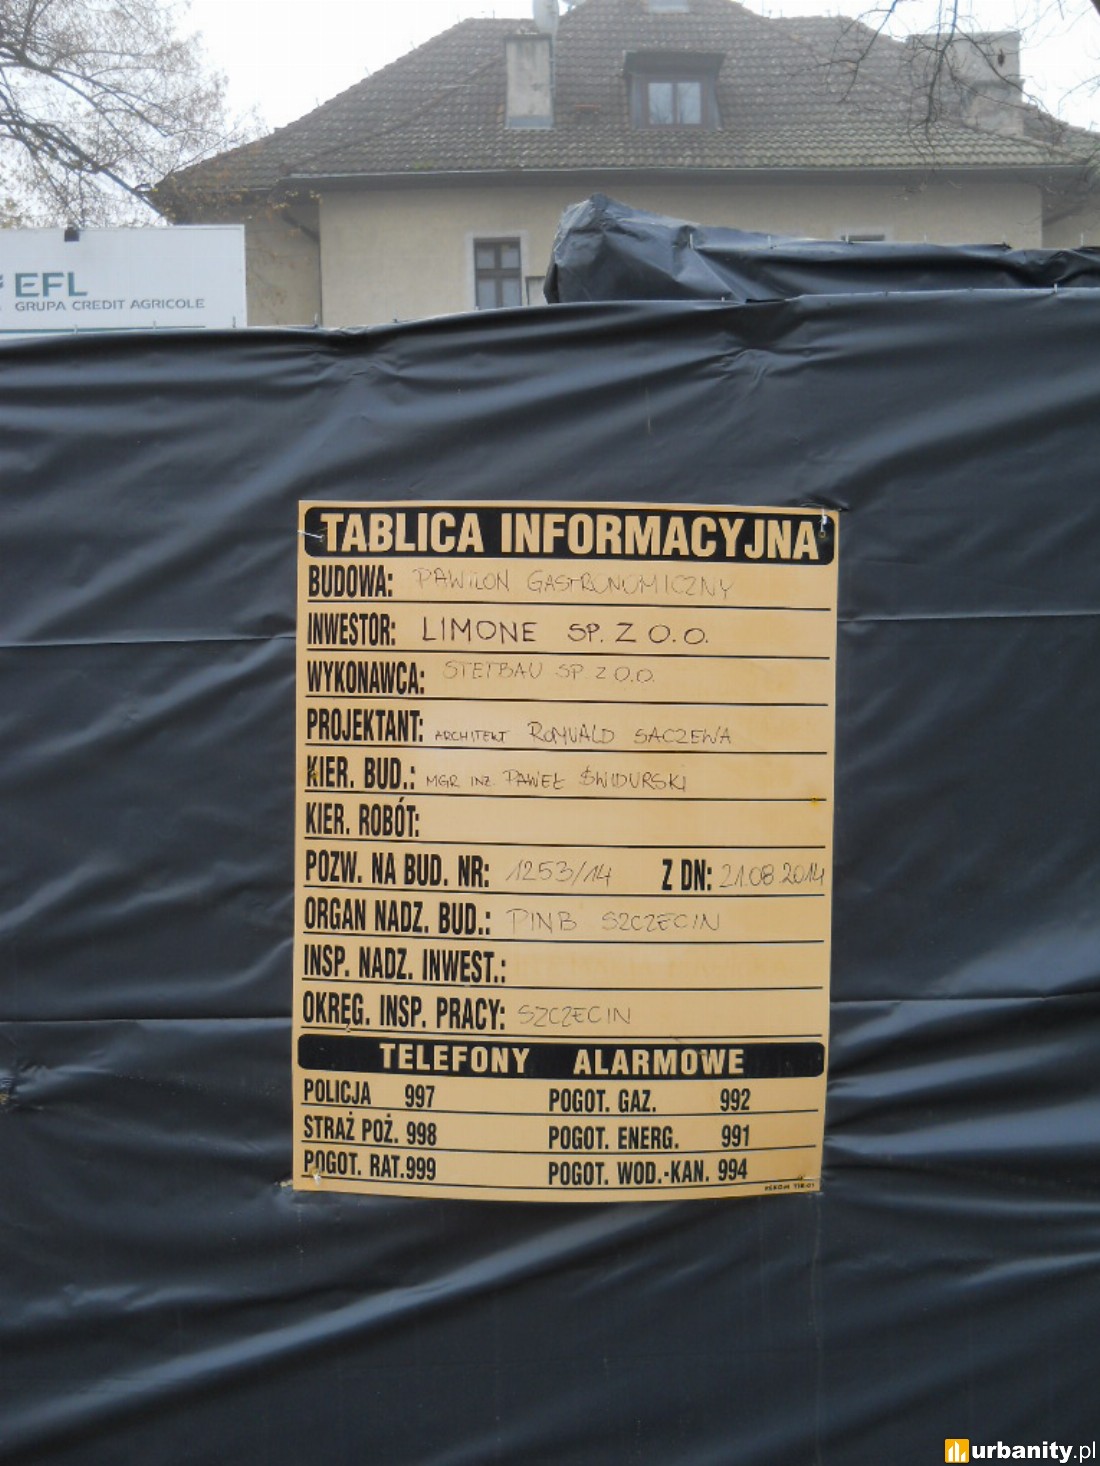 EFL
GRUPA CREDIT AGRICOLE
TABLICA INFORMACYJNA
BUDOWA: PAWILON GASTRONOMICZNY
INWESTOR: LIMONE SP. Z O.O.
WYKONAWCA: STETBAU SP Z O.O.
PROJEKTANT: ARCHITEKT ROMUALD SACZEWA
KIER. BUD.: MGR INŻ. PAWEŁ ŚWIDURSKI
KIER. ROBÓT:
POZW. NA BUD. NR: 1253/14 Z DN: 21.08 2014
ORGAN NADZ. BUD.: PINB SZCZECIN
INSP. NADZ. INWEST.:
OKRĘG. INSP. PRACY: SZCZECIN
TELEFONY ALARMOWE
POLICJA 997 POGOT. GAZ. 992
STRAŻ POŻ. 998 POGOT. ENERG. 991
POGOT. RAT.999 POGOT. WOD.-KAN. 994
urbanity.pl